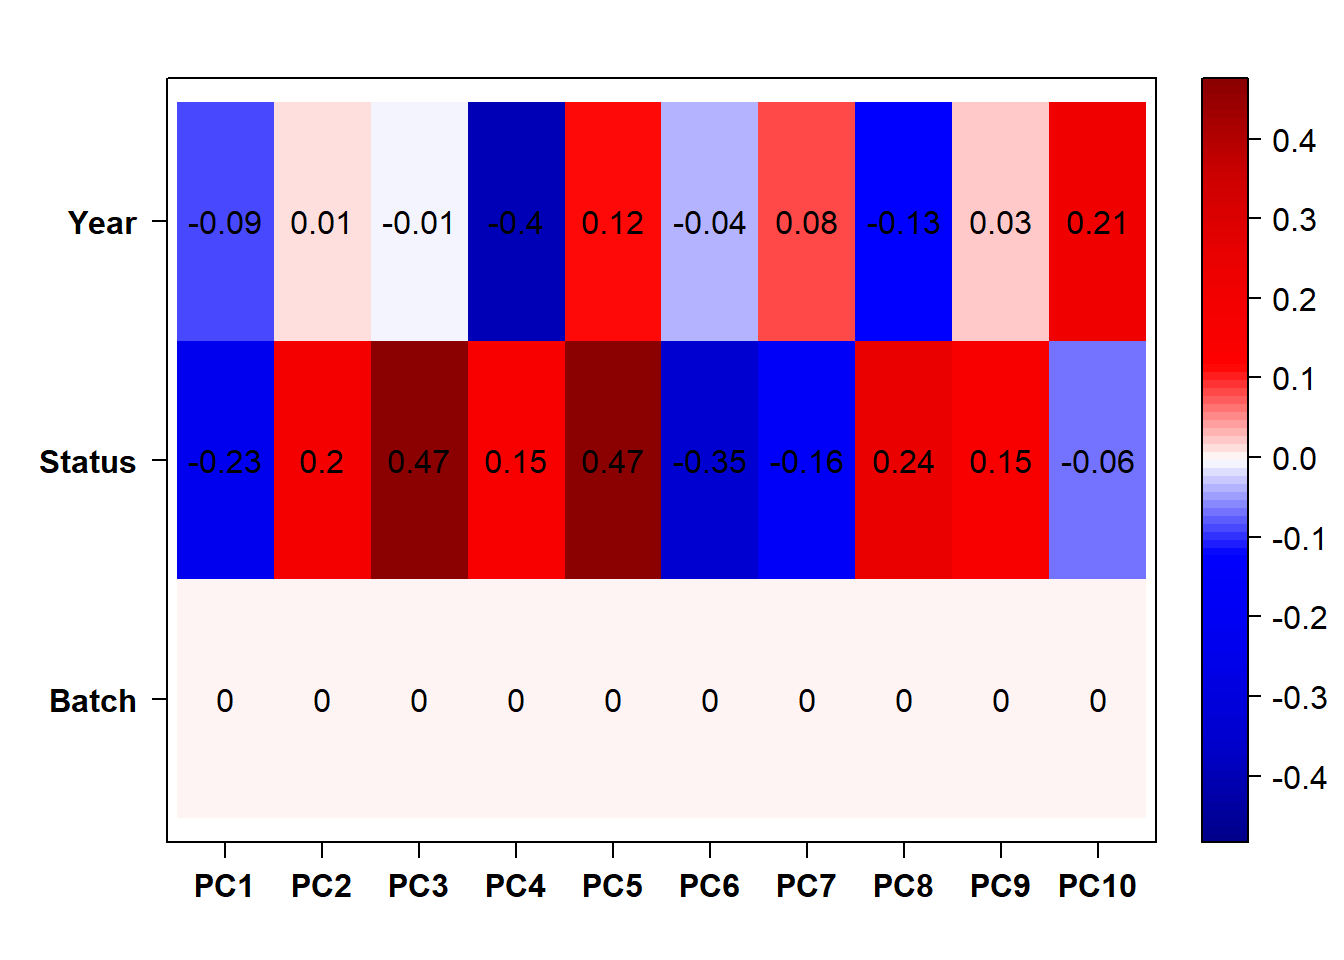 Year -0.09 0.01 -0.01 -0.4 0.12 -0.04 0.08 -0.13 0.03 0.21
Status -0.23 0.2 0.47 0.15 0.47 -0.35 -0.16 0.24 0.15 -0.06
Batch 0 0 0 0 0 0 0 0 0 0
PC1 PC2 PC3 PC4 PC5 PC6 PC7 PC8 PC9 PC10
0.4
0.3
0.2
0.1
0.0
-0.1
-0.2
-0.3
-0.4